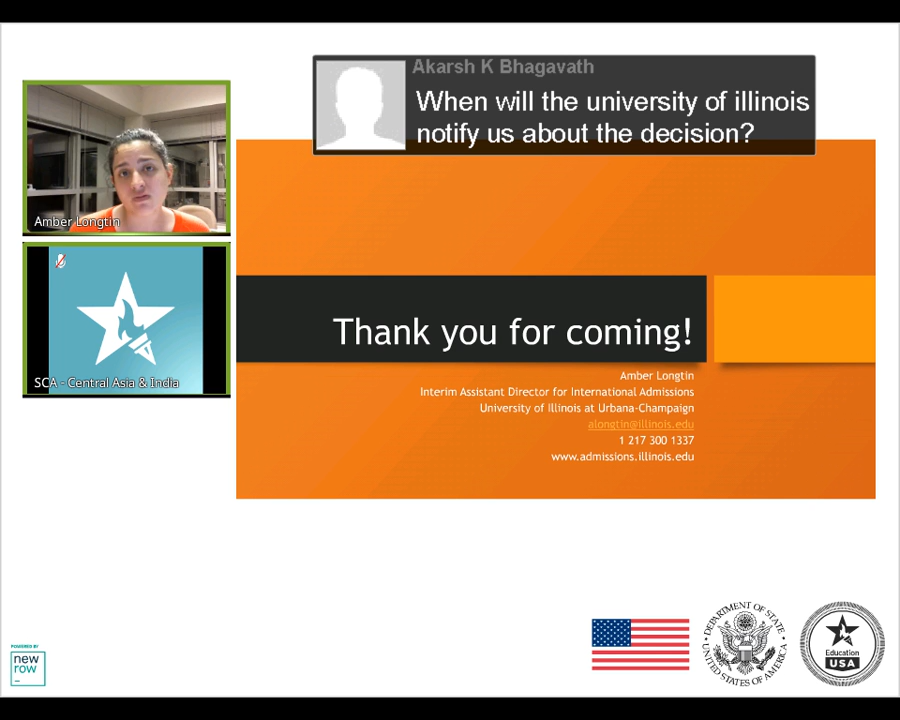 Akarsh K Bhagavath
When will the university of illinois
notify us about the decision?
Amber Longtin
SCA - Central Asia & India
Thank you for coming!
Amber Longtin
Interim Assistant Director for International Admissions
University of Illinois at Urbana-Champaign
alongtin@illinois.edu
1 217 300 1337
www.admissions.illinois.edu
POWERED BY
new
row
DEPARTMENT OF STATE
UNITED STATES OF AMERICA
Education
USA